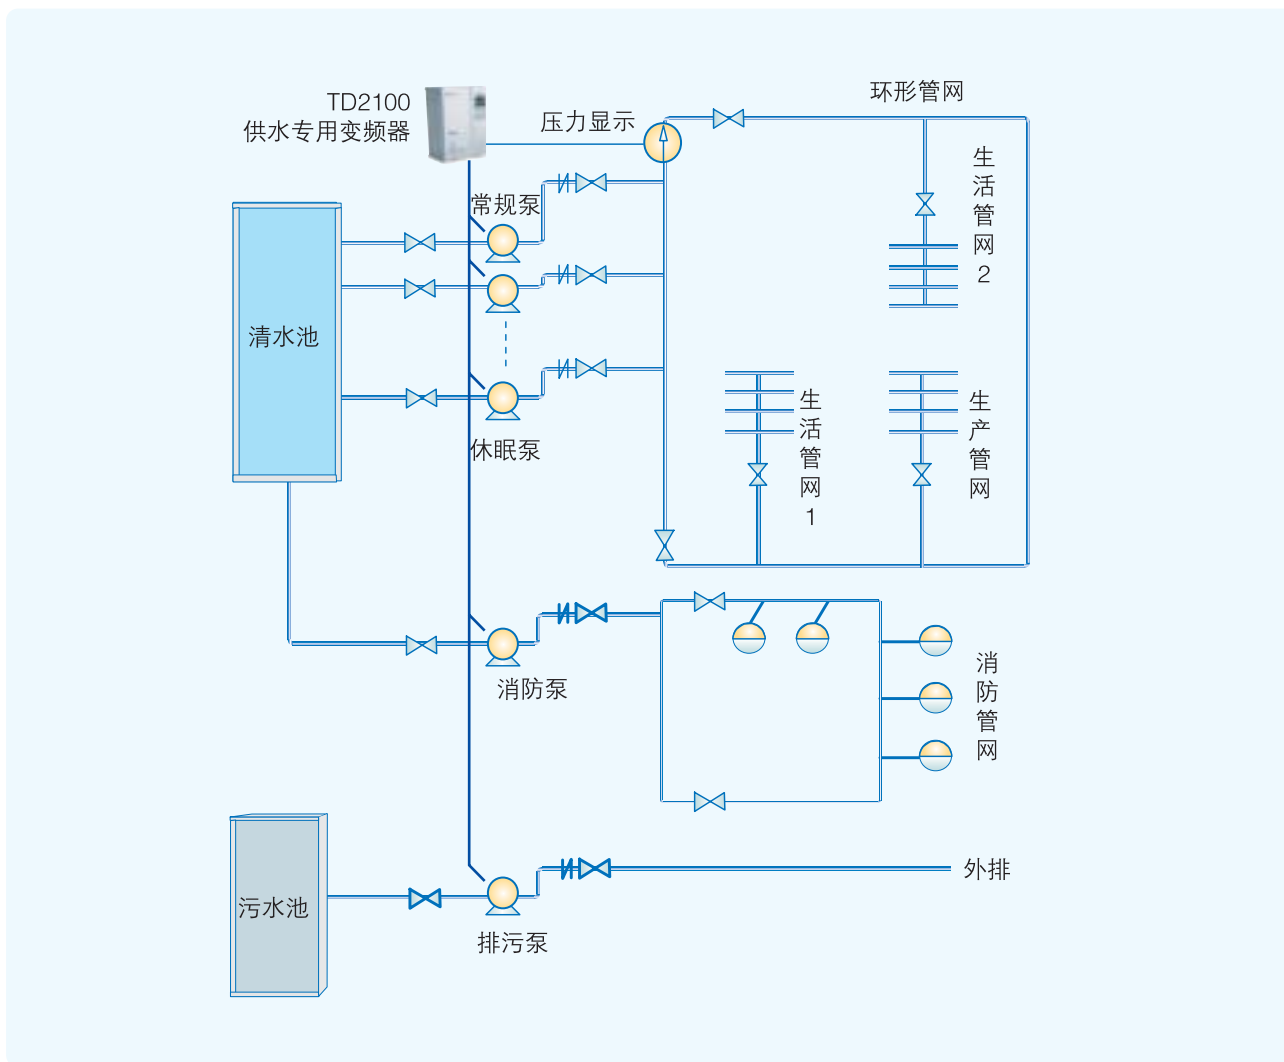 TD2100
供水专用变频器
压力显示
环形管网
生活管网2
常规泵
清水池
生活管网1
生产管网
休眠泵
消防泵
消防管网
外排
污水池
排污泵